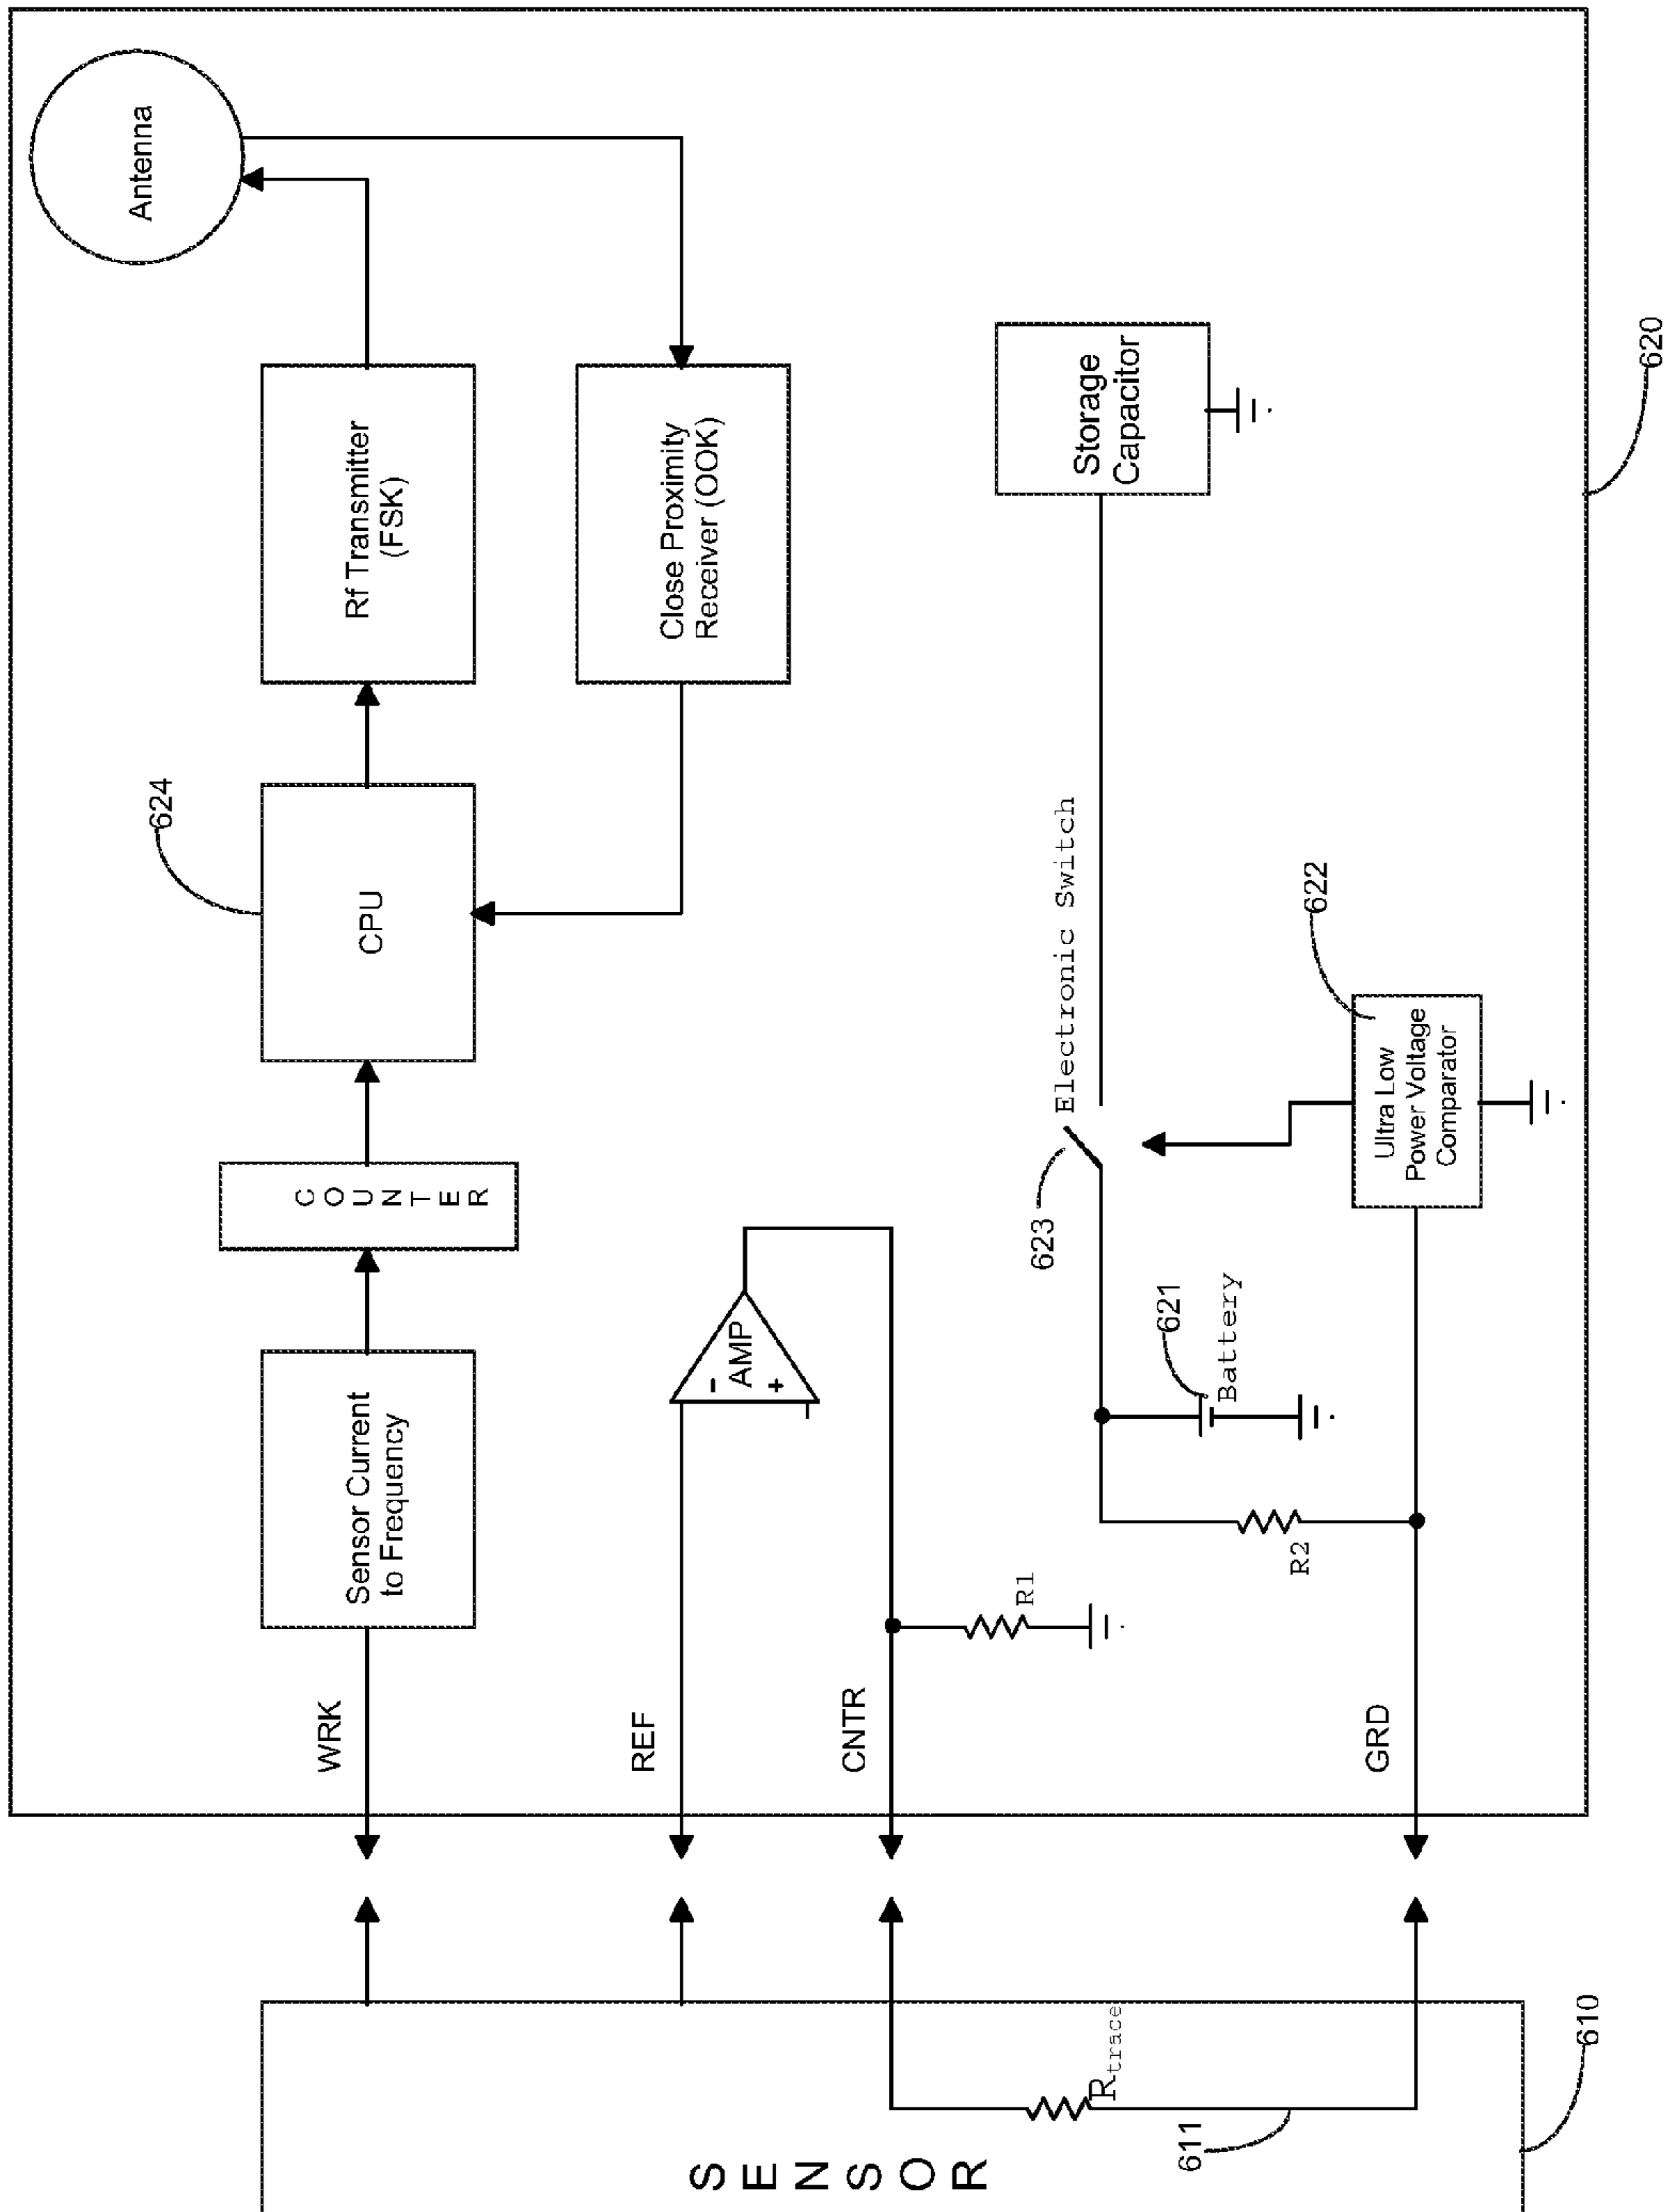 SENSOR
610
611
Rtrace
WRK
REF
CNTR
GRD
Sensor Current
to Frequency
COUNTER
CPU
624
Rf Transmitter
(FSK)
Antenna
Close Proximity
Receiver (OOK)
- AMP +
R1
R2
621
Battery
623
Electronic Switch
Storage
Capacitor
622
Ultra Low
Power Voltage
Comparator
620